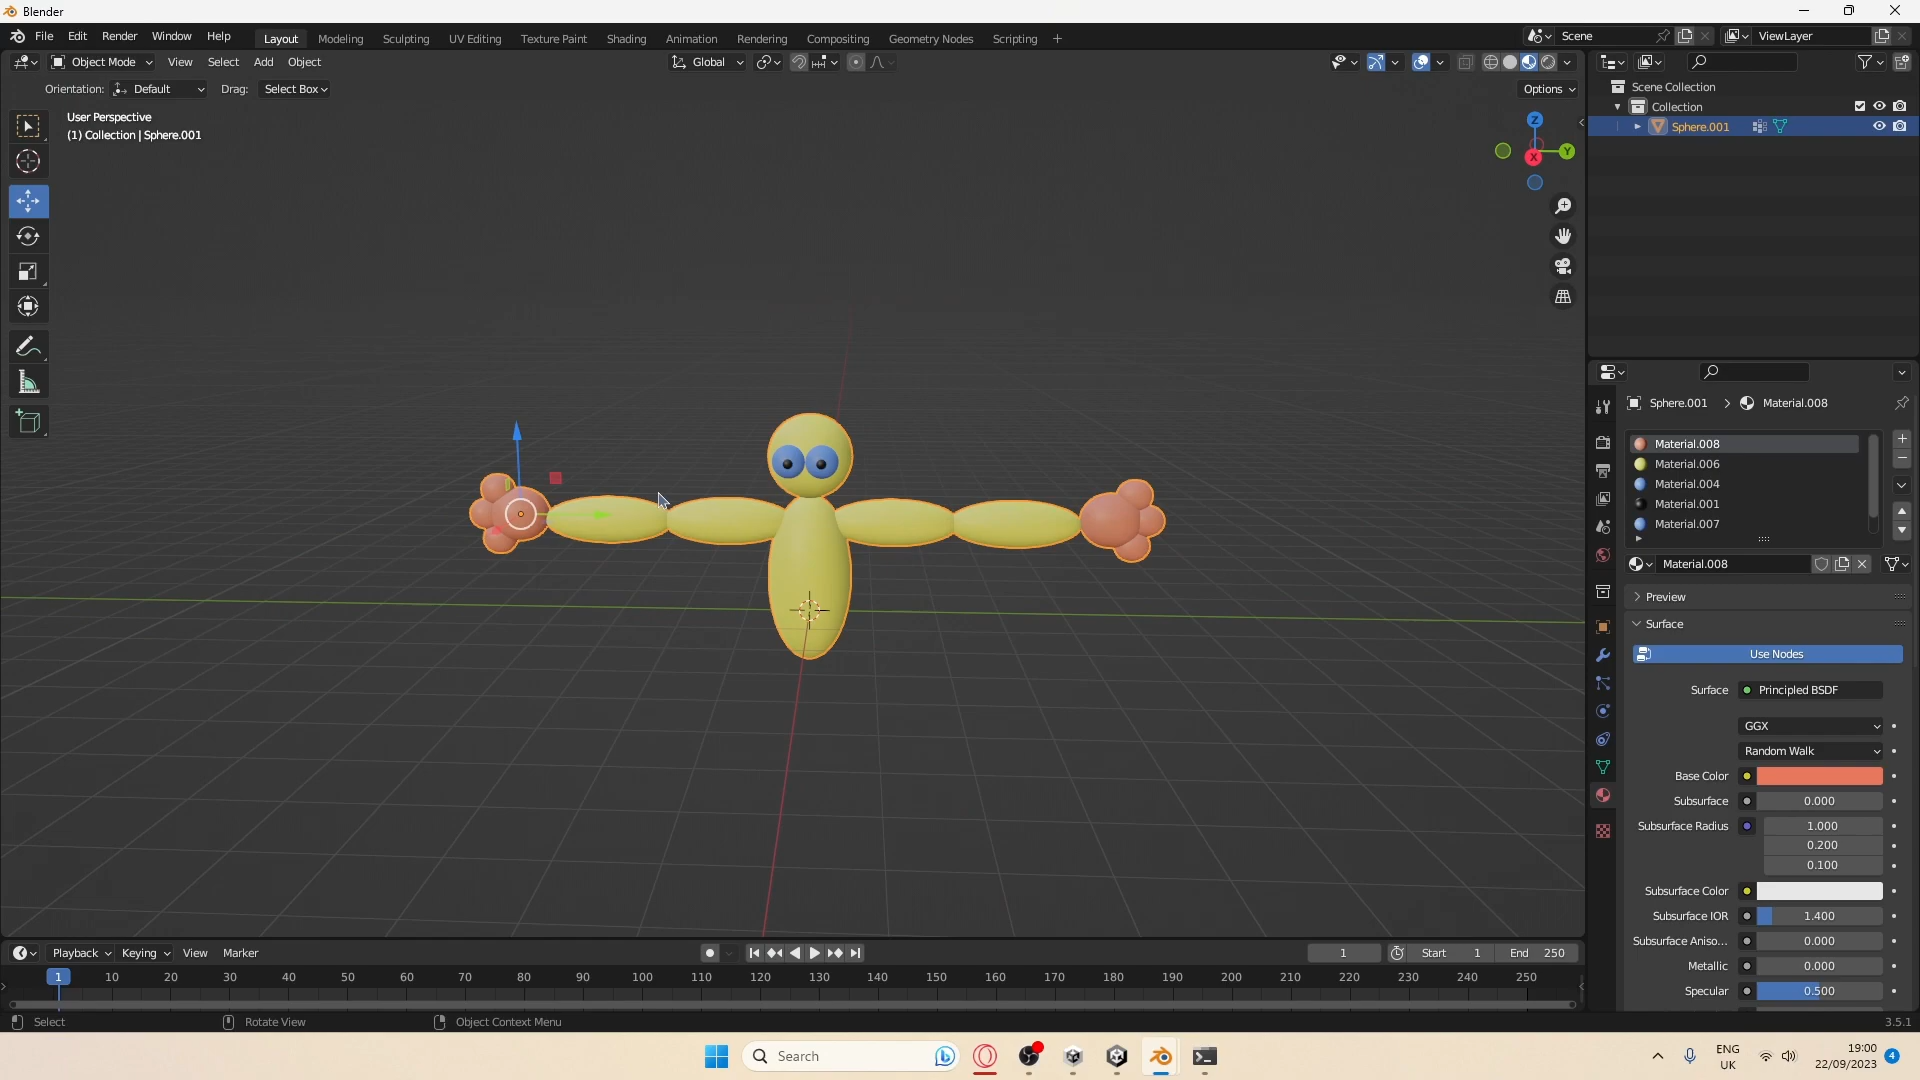 Blender
File Edit Render Window Help
Layout Modeling Sculpting UV Editing Texture Paint Shading Animation Rendering Compositing Geometry Nodes Scripting +
Scene
ViewLayer
Object Mode View Select Add Object
Global
Orientation: Default Drag: Select Box
Options
User Perspective
(1) Collection | Sphere.001
Z
Y
X
Scene Collection
Collection
Sphere.001
Sphere.001 > Material.008
Material.008
Material.006
Material.004
Material.001
Material.007
Material.008
Preview
Surface
Use Nodes
Surface Principled BSDF
GGX
Random Walk
Base Color
Subsurface 0.000
Subsurface Radius 1.000
0.200
0.100
Subsurface Color
Subsurface IOR 1.400
Subsurface Aniso... 0.000
Metallic 0.000
Specular 0.500
Playback Keying View Marker
1 Start 1 End 250
1 10 20 30 40 50 60 70 80 90 100 110 120 130 140 150 160 170 180 190 200 210 220 230 240 250
Select Rotate View Object Context Menu
3.5.1
Search
ENG
UK
19:00
22/09/2023
4